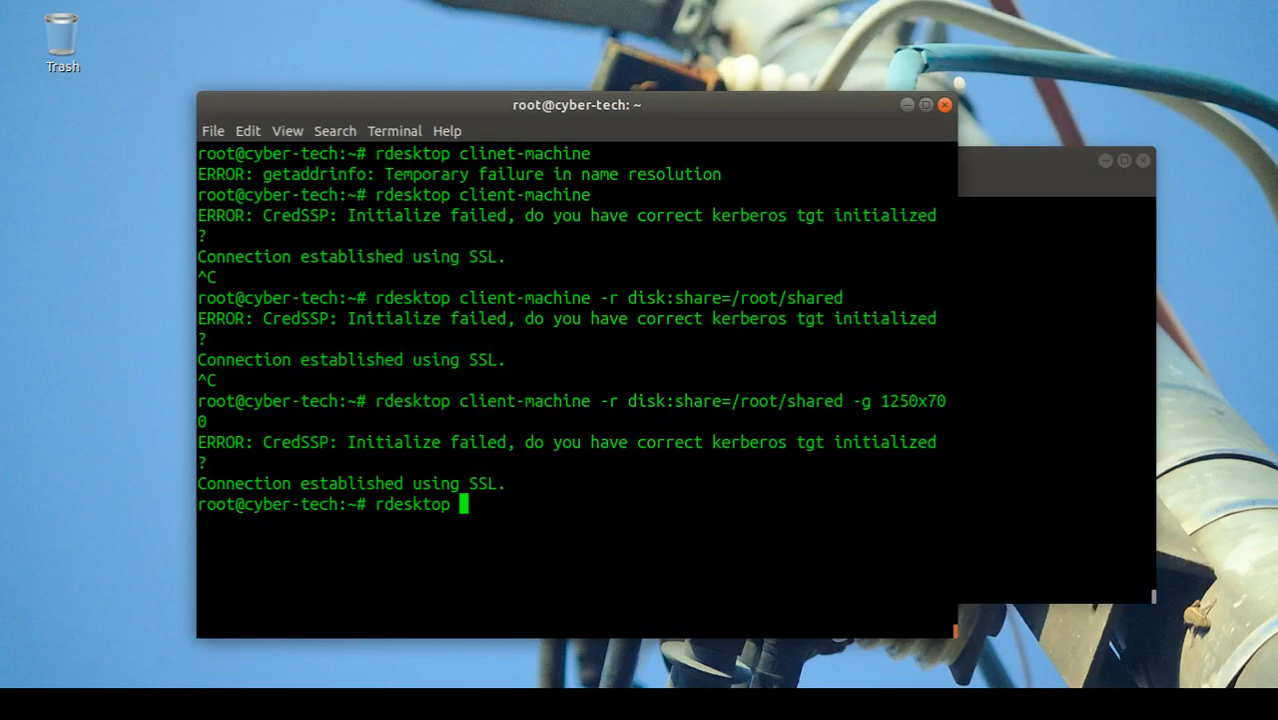 Trash
root@cyber-tech: ~
File Edit View Search Terminal Help
root@cyber-tech:~# rdesktop clinet-machine
ERROR: getaddrinfo: Temporary failure in name resolution
root@cyber-tech:~# rdesktop client-machine
ERROR: CredSSP: Initialize failed, do you have correct kerberos tgt initialized
?
Connection established using SSL.
^C
root@cyber-tech:~# rdesktop client-machine -r disk:share=/root/shared
ERROR: CredSSP: Initialize failed, do you have correct kerberos tgt initialized
?
Connection established using SSL.
^C
root@cyber-tech:~# rdesktop client-machine -r disk:share=/root/shared -g 1250x70
0
ERROR: CredSSP: Initialize failed, do you have correct kerberos tgt initialized
?
Connection established using SSL.
root@cyber-tech:~# rdesktop